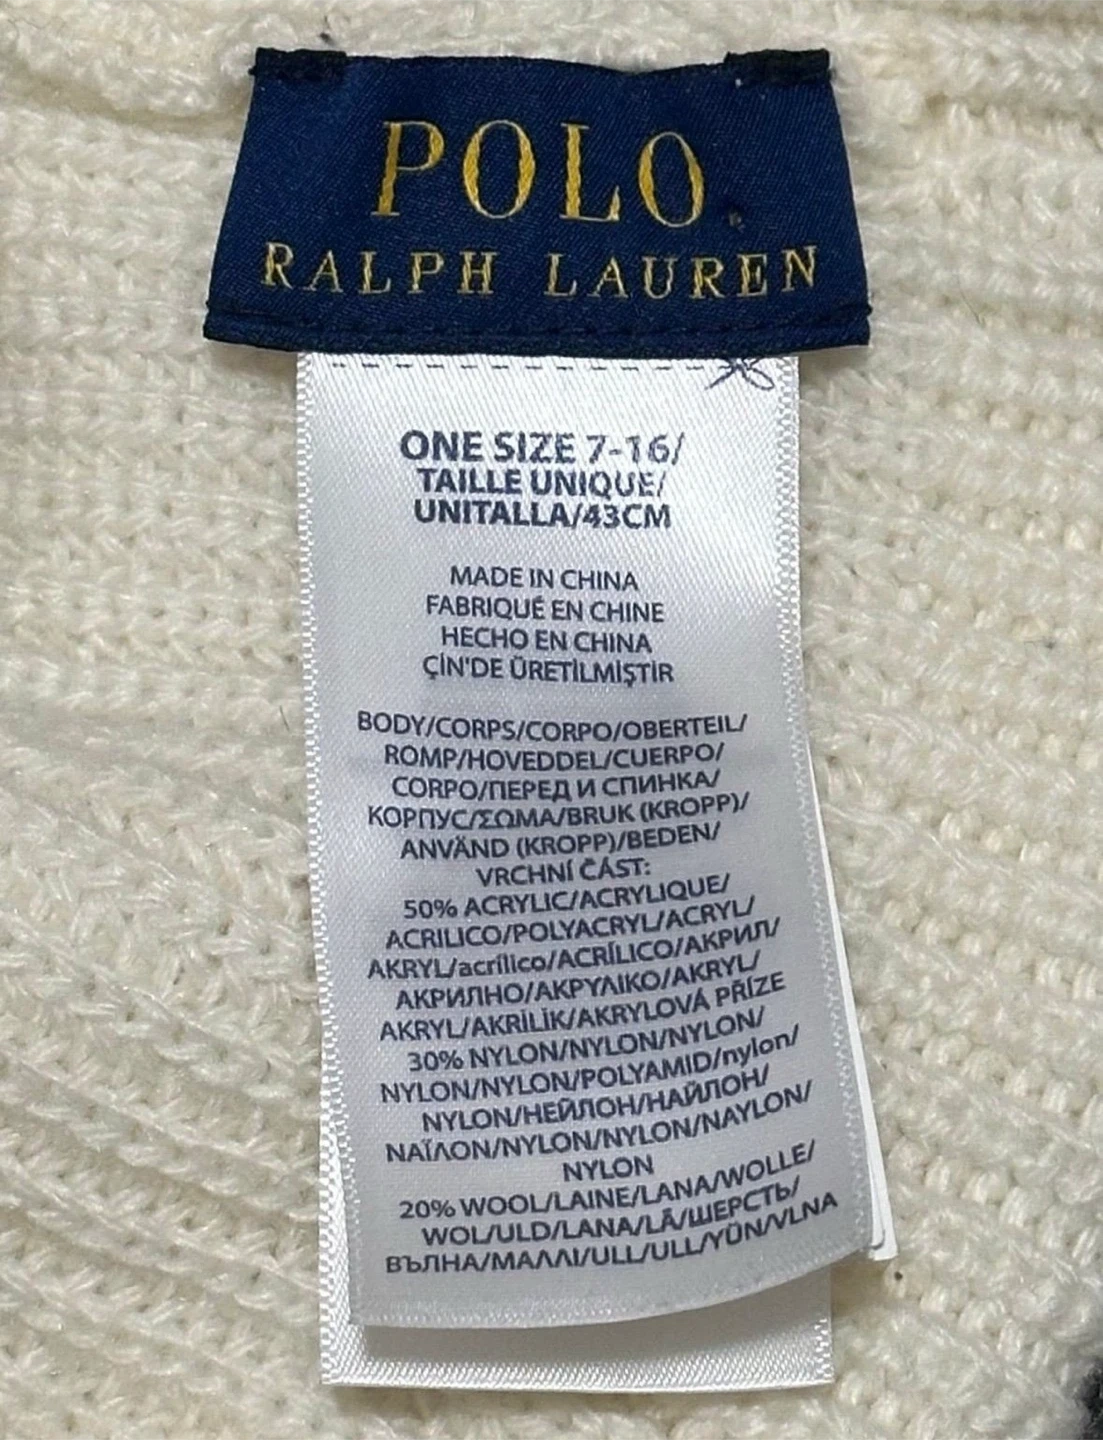 POLO
RALPH LAUREN
ONE SIZE 7-16/
TAILLE UNIQUE/
UNITALLA/43CM
MADE IN CHINA
FABRIQUÉ EN CHINE
HECHO EN CHINA
ÇİN'DE ÜRETİLMİŞTİR
BODY/CORPS/CORPO/OBERTEIL/
ROMP/HOVEDDEL/CUERPO/
CORPO/ПЕРЕД И СПИНКА/
КОРПУС/ΣΩΜΑ/BRUK (KROPP)/
ANVÄND (KROPP)/BEDEN/
VRCHNÍ ČÁST:
50% ACRYLIC/ACRYLIQUE/
ACRILICO/POLYACRYL/ACRYL/
AKRYL/acrílico/ACRÍLICO/АКРИЛ/
АКРИЛНО/ΑΚΡΥΛΙΚΟ/AKRYL/
AKRYL/AKRİLİK/AKRYLOVÁ PŘÍZE
30% NYLON/NYLON/NYLON/
NYLON/NYLON/POLYAMID/nylon/
NYLON/НЕЙЛОН/НАЙЛОН/
ΝΑΪΛΟΝ/NYLON/NYLON/NAYLON/
NYLON
20% WOOL/LAINE/LANA/WOLLE/
WOL/ULD/LANA/LÃ/ШЕРСТЬ/
ВЪЛНА/ΜΑΛΛΙ/ULL/ULL/YÜN/VLNA